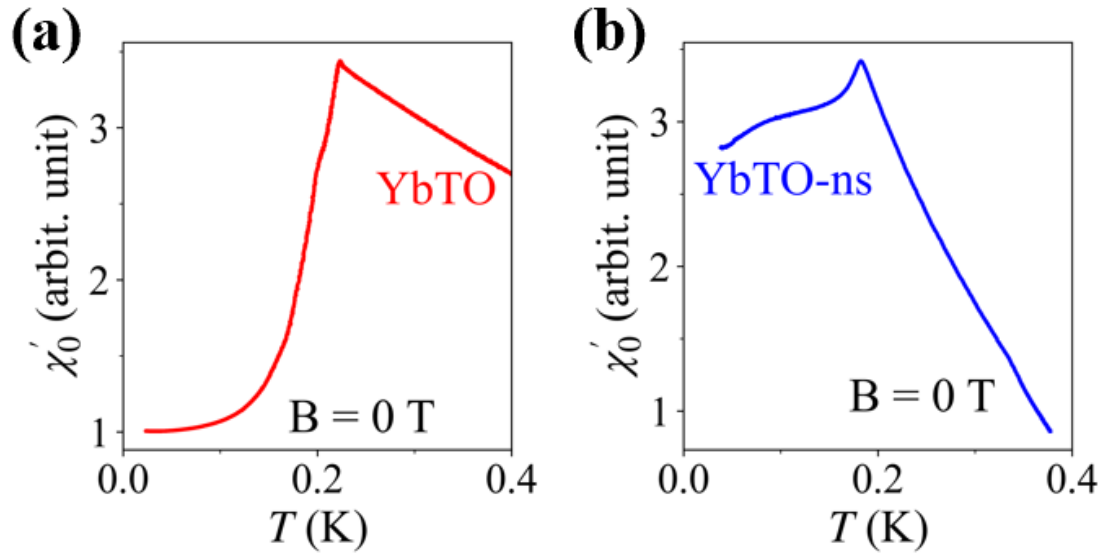 (a)
χ′0 (arbit. unit)
3
2
1
YbTO
B = 0 T
0.0 0.2 0.4
T (K)
(b)
χ′0 (arbit. unit)
3
2
1
YbTO-ns
B = 0 T
0.0 0.2 0.4
T (K)